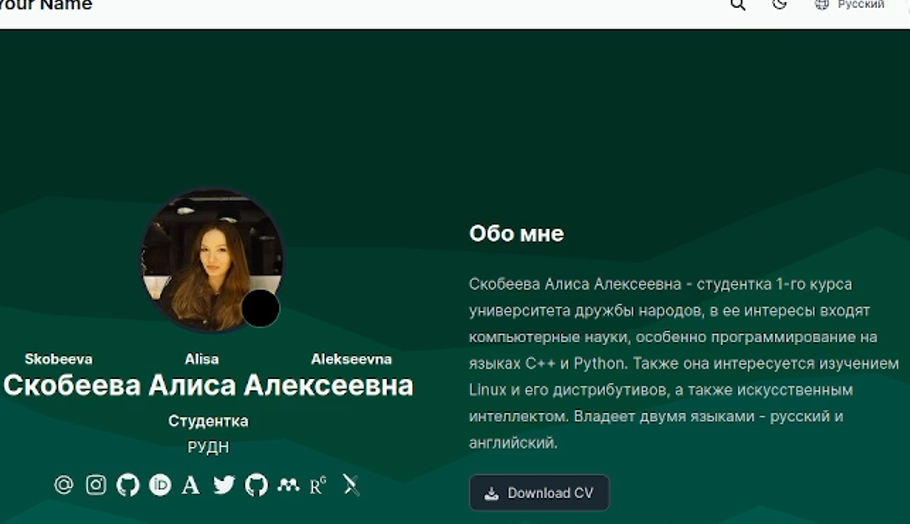 Your Name
Русский
Обо мне
Скобеева Алиса Алексеевна - студентка 1-го курса
университета дружбы народов, в ее интересы входят
компьютерные науки, особенно программирование на
языках C++ и Python. Также она интересуется изучением
Linux и его дистрибутивов, а также искусственным
интеллектом. Владеет двумя языками - русский и
английский.
Download CV
Skobeeva Alisa Alekseevna
Скобеева Алиса Алексеевна
Студентка
РУДН